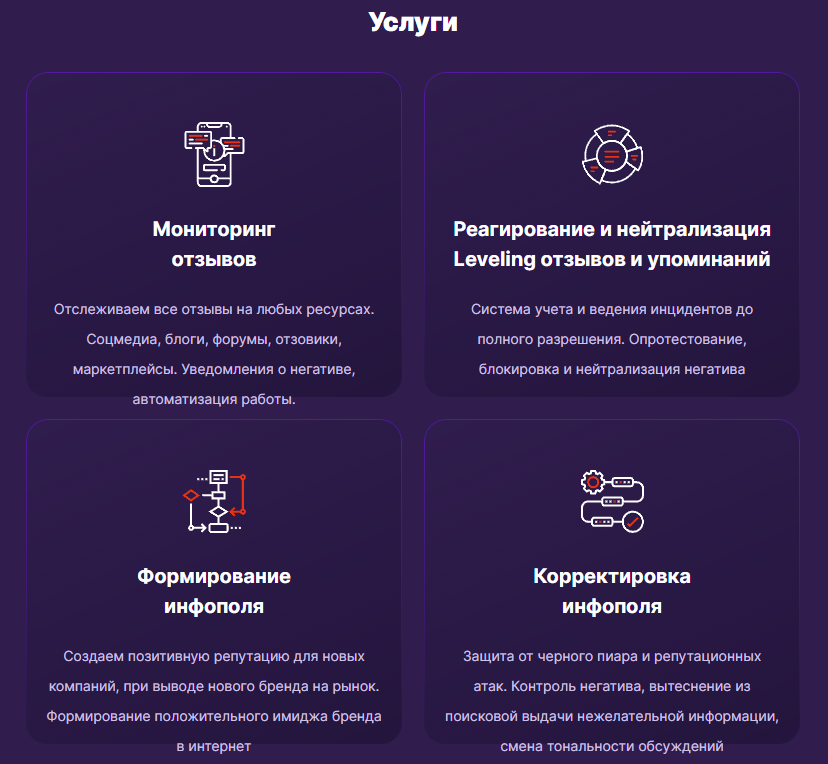 Услуги
Мониторинг
отзывов
Отслеживаем все отзывы на любых ресурсах.
Соцмедиа, блоги, форумы, отзовики,
маркетплейсы. Уведомления о негативе,
автоматизация работы.
Реагирование и нейтрализация
Leveling отзывов и упоминаний
Система учета и ведения инцидентов до
полного разрешения. Опротестование,
блокировка и нейтрализация негатива
Формирование
инфополя
Создаем позитивную репутацию для новых
компаний, при выводе нового бренда на рынок.
Формирование положительного имиджа бренда
в интернет
Корректировка
инфополя
Защита от черного пиара и репутационных
атак. Контроль негатива, вытеснение из
поисковой выдачи нежелательной информации,
смена тональности обсуждений